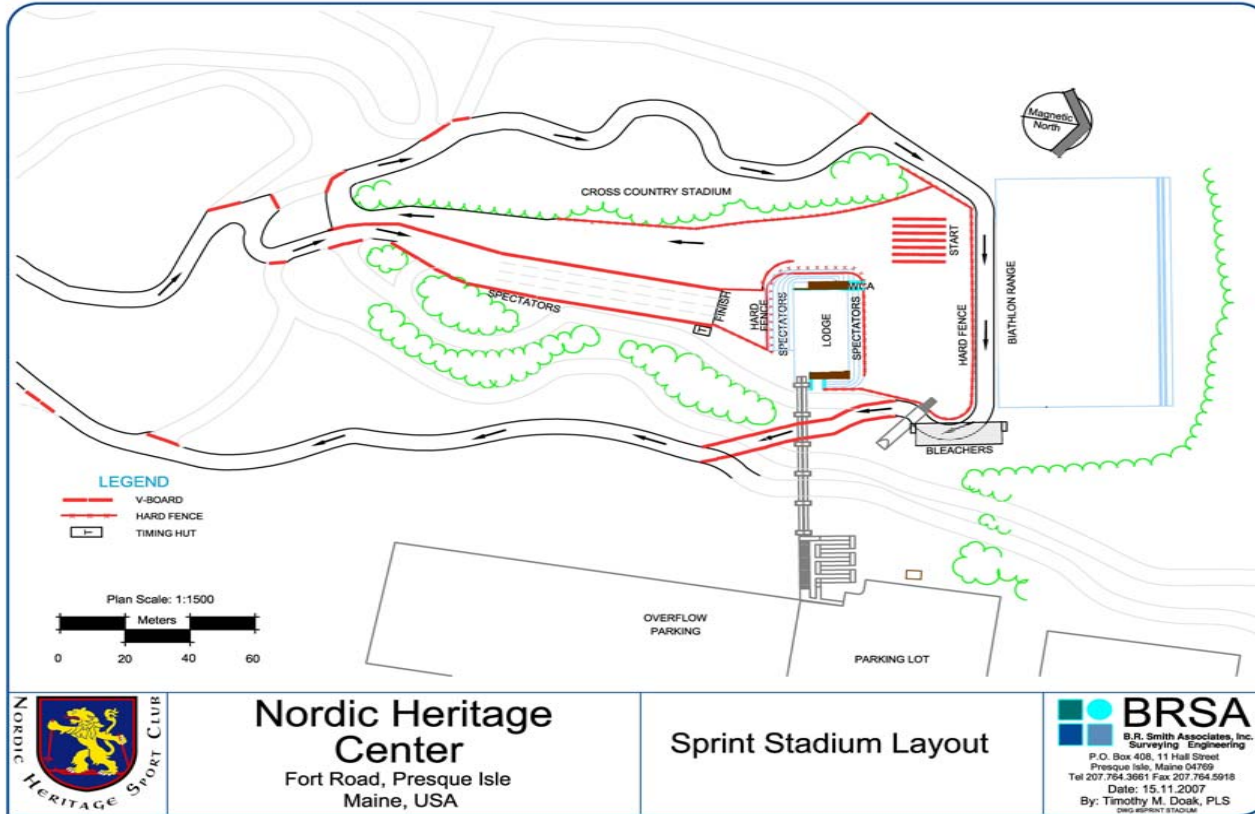 Magnetic
North
CROSS COUNTRY STADIUM
START
BIATHLON RANGE
HARD FENCE
SPECTATORS
FINISH
T
HARD
FENCE
SPECTATORS
LODGE
SPECTATORS
BLEACHERS
LEGEND
V-BOARD
HARD FENCE
T
TIMING HUT
Plan Scale: 1:1500
Meters
0 20 40 60
OVERFLOW
PARKING
PARKING LOT
NORDIC HERITAGE SPORT CLUB
Nordic Heritage
Center
Fort Road, Presque Isle
Maine, USA
Sprint Stadium Layout
BRSA
B.R. Smith Associates, Inc.
Surveying Engineering
P.O. Box 408, 11 Hall Street
Presque Isle, Maine 04769
Tel 207.764.3661 Fax 207.764.5918
Date: 15.11.2007
By: Timothy M. Doak, PLS
DWG #SPRINT STADIUM